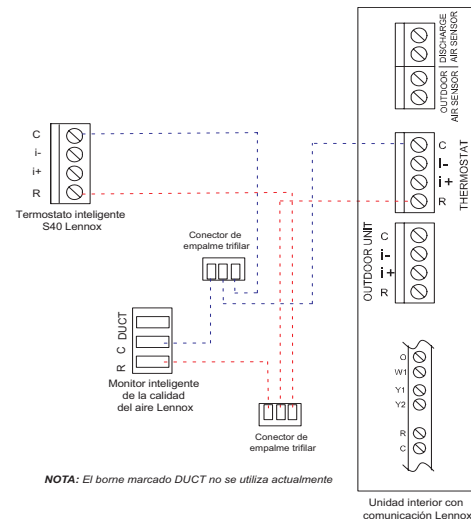 DISCHARGE
AIR SENSOR
OUTDOOR
AIR SENSOR
C
i-
i+
R
Termostato inteligente
S40 Lennox
C
I-
i+
R
THERMOSTAT
Conector de
empalme trifilar
OUTDOOR UNIT
C
i-
i+
R
DUCT
C
R
Monitor inteligente
de la calidad
del aire Lennox
O
W1
Y1
Y2
R
C
Conector de
empalme trifilar
NOTA: El borne marcado DUCT no se utiliza actualmente
Unidad interior con
comunicación Lennox